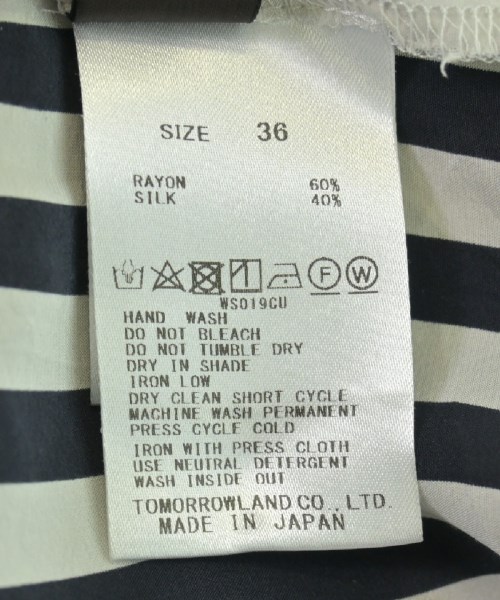 SIZE 36
RAYON 60%
SILK 40%
F W
WS019CU
HAND WASH
DO NOT BLEACH
DO NOT TUMBLE DRY
DRY IN SHADE
IRON LOW
DRY CLEAN SHORT CYCLE
MACHINE WASH PERMANENT
PRESS CYCLE COLD
IRON WITH PRESS CLOTH
USE NEUTRAL DETERGENT
WASH INSIDE OUT
TOMORROWLAND CO., LTD.
MADE IN JAPAN